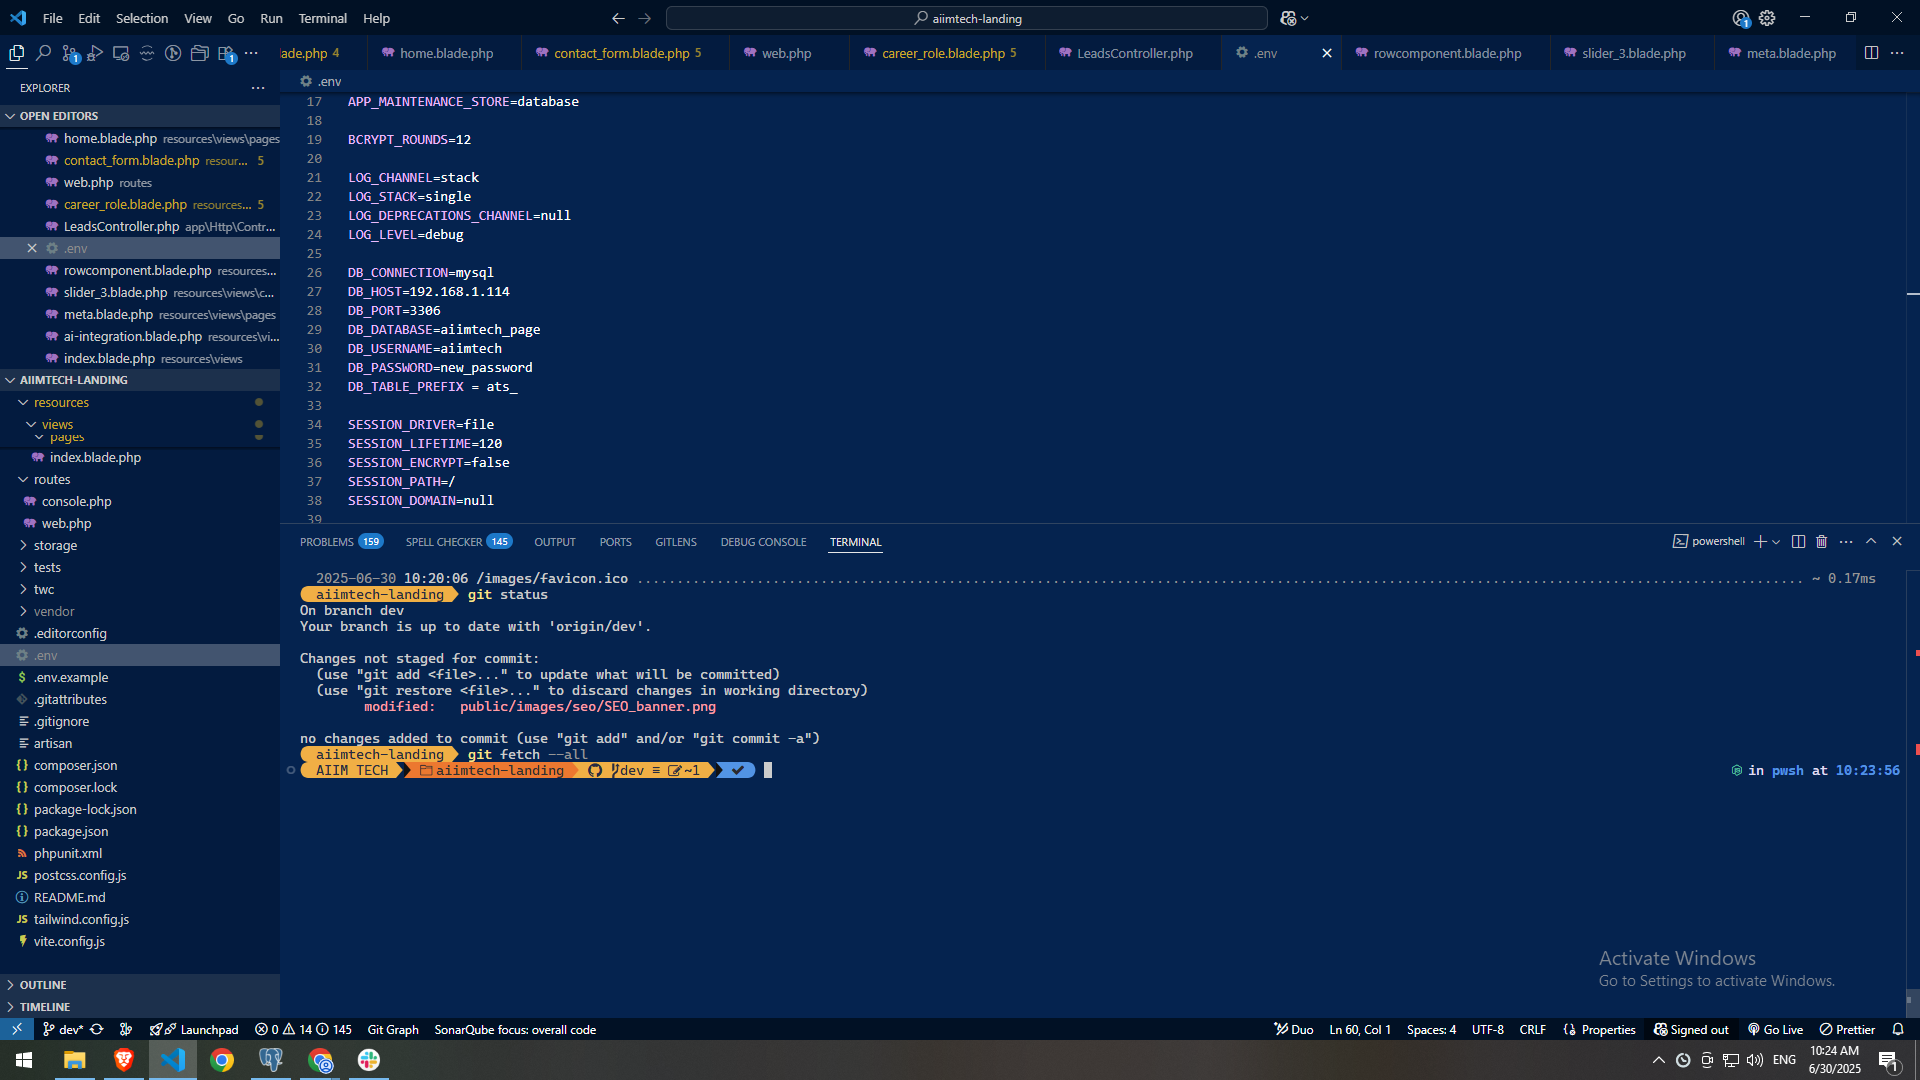 File Edit Selection View Go Run Terminal Help
aiimtech-landing
1
1
1
lade.php 4
home.blade.php
contact_form.blade.php 5
web.php
career_role.blade.php 5
LeadsController.php
.env
rowcomponent.blade.php
slider_3.blade.php
meta.blade.php
EXPLORER
OPEN EDITORS
home.blade.php resources\views\pages
contact_form.blade.php resour... 5
web.php routes
career_role.blade.php resources... 5
LeadsController.php app\Http\Contr...
.env
rowcomponent.blade.php resources...
slider_3.blade.php resources\views\c...
meta.blade.php resources\views\pages
ai-integration.blade.php resources\vi...
index.blade.php resources\views
AIIMTECH-LANDING
resources
views
pages
index.blade.php
routes
console.php
web.php
storage
tests
twc
vendor
.editorconfig
.env
.env.example
.gitattributes
.gitignore
artisan
composer.json
composer.lock
package-lock.json
package.json
phpunit.xml
postcss.config.js
README.md
tailwind.config.js
vite.config.js
OUTLINE
TIMELINE
.env
17 APP_MAINTENANCE_STORE=database
18
19 BCRYPT_ROUNDS=12
20
21 LOG_CHANNEL=stack
22 LOG_STACK=single
23 LOG_DEPRECATIONS_CHANNEL=null
24 LOG_LEVEL=debug
25
26 DB_CONNECTION=mysql
27 DB_HOST=192.168.1.114
28 DB_PORT=3306
29 DB_DATABASE=aiimtech_page
30 DB_USERNAME=aiimtech
31 DB_PASSWORD=new_password
32 DB_TABLE_PREFIX = ats_
33
34 SESSION_DRIVER=file
35 SESSION_LIFETIME=120
36 SESSION_ENCRYPT=false
37 SESSION_PATH=/
38 SESSION_DOMAIN=null
39
PROBLEMS 159 SPELL CHECKER 145 OUTPUT PORTS GITLENS DEBUG CONSOLE TERMINAL
powershell
2025-06-30 10:20:06 /images/favicon.ico ........ ~ 0.17ms
aiimtech-landing git status
On branch dev
Your branch is up to date with 'origin/dev'.
Changes not staged for commit:
(use "git add <file>..." to update what will be committed)
(use "git restore <file>..." to discard changes in working directory)
modified: public/images/seo/SEO_banner.png
no changes added to commit (use "git add" and/or "git commit -a")
aiimtech-landing git fetch --all
AIIM TECH aiimtech-landing dev ≡ ~1 in pwsh at 10:23:56
Activate Windows
Go to Settings to activate Windows.
dev* Launchpad 0 14 145 Git Graph SonarQube focus: overall code
Duo Ln 60, Col 1 Spaces: 4 UTF-8 CRLF Properties Signed out Go Live Prettier
ENG
10:24 AM
6/30/2025
1